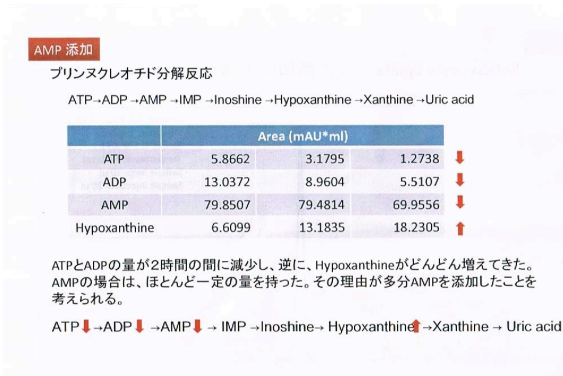 AMP 添加
プリンヌクレオチド分解反応
ATP→ADP→AMP→IMP→Inoshine→Hypoxanthine→Xanthine→Uric acid
Area (mAU*ml)
ATP 5.8662 3.1795 1.2738 ⬇
ADP 13.0372 8.9604 5.5107 ⬇
AMP 79.8507 79.4814 69.9556 ⬇
Hypoxanthine 6.6099 13.1835 18.2305 ⬆
ATPとADPの量が2時間の間に減少し、逆に、Hypoxanthineがどんどん増えてきた。
AMPの場合は、ほとんど一定の量を持った。その理由が多分AMPを添加したことを
考えられる。
ATP⬇→ADP⬇→AMP⬇→ IMP →Inoshine→ Hypoxanthine⬆→Xanthine → Uric acid